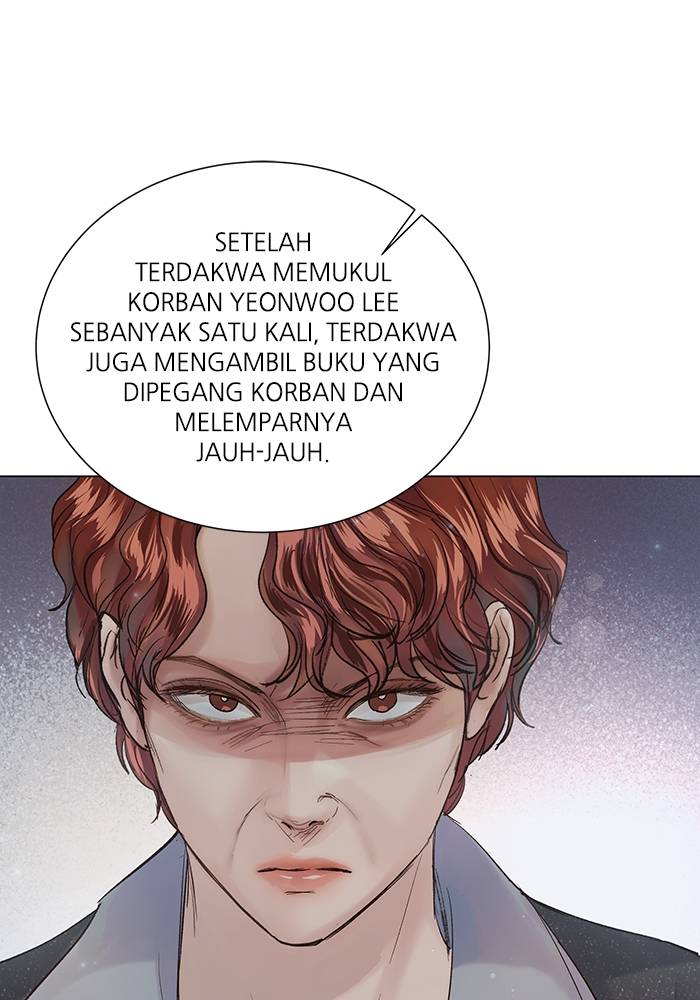 SETELAH
TERDAKWA MEMUKUL
KORBAN YEONWOO LEE
SEBANYAK SATU KALI, TERDAKWA
JUGA MENGAMBIL BUKU YANG
DIPEGANG KORBAN DAN
MELEMPARNYA
JAUH-JAUH.